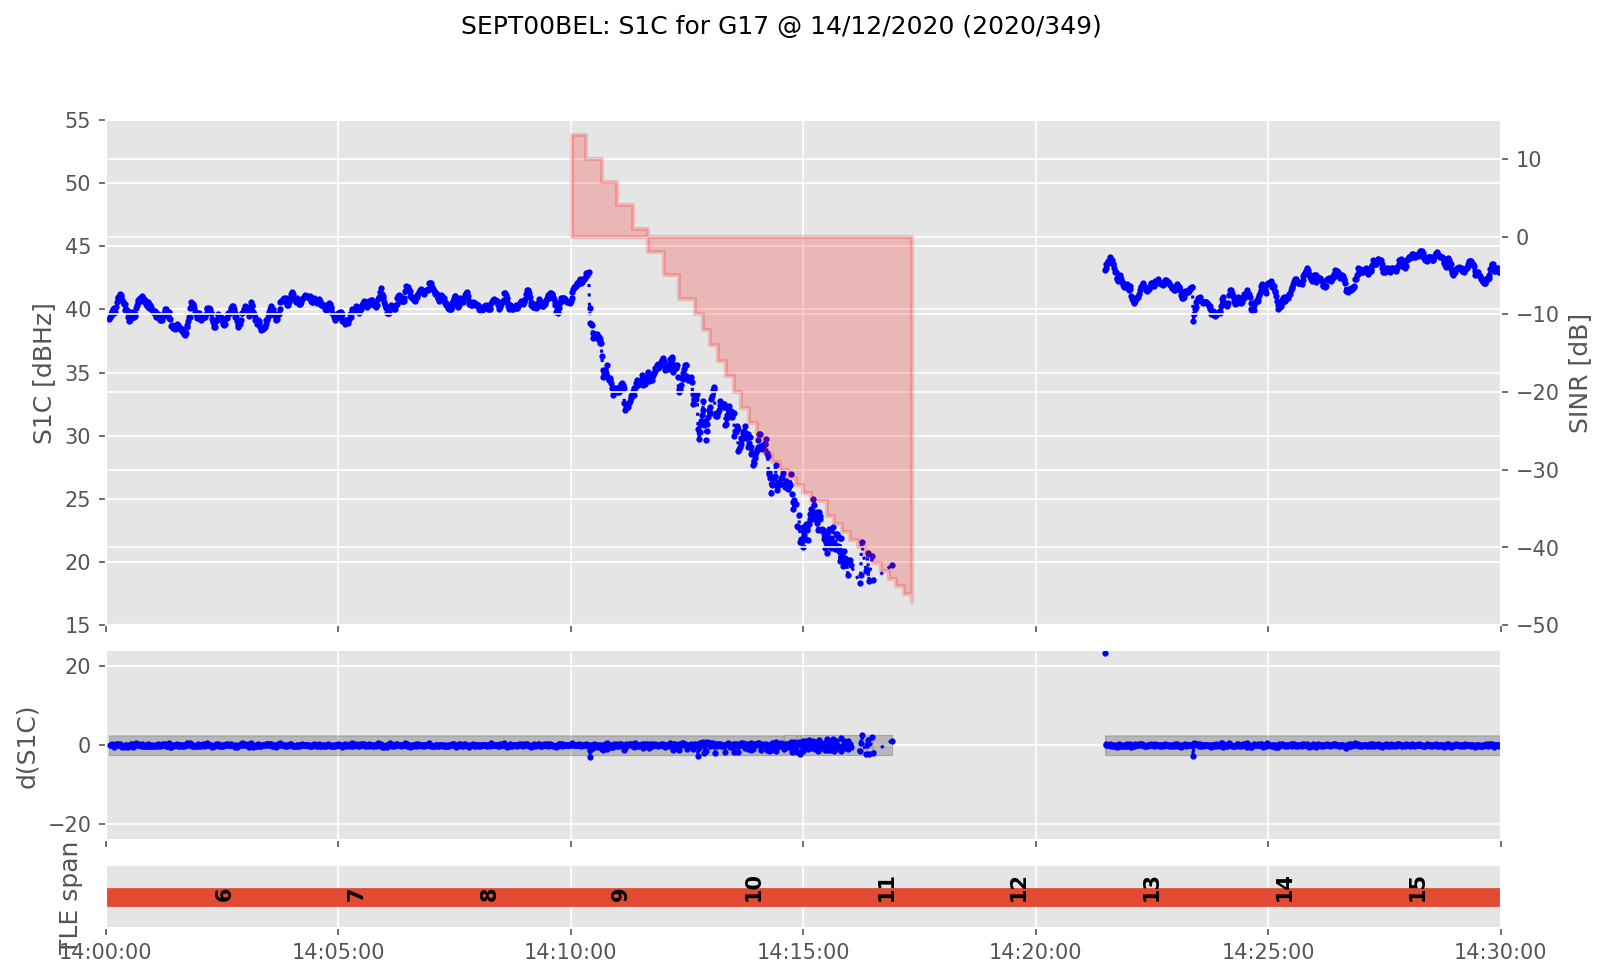 SEPT00BEL: S1C for G17 @ 14/12/2020 (2020/349)
55
50
45
40
35
30
25
20
15
S1C [dBHz]
10
0
−10
−20
−30
−40
−50
SINR [dB]
20
0
−20
d(S1C)
TLE span
6 7 8 9 10 11 12 13 14 15
14:00:00 14:05:00 14:10:00 14:15:00 14:20:00 14:25:00 14:30:00